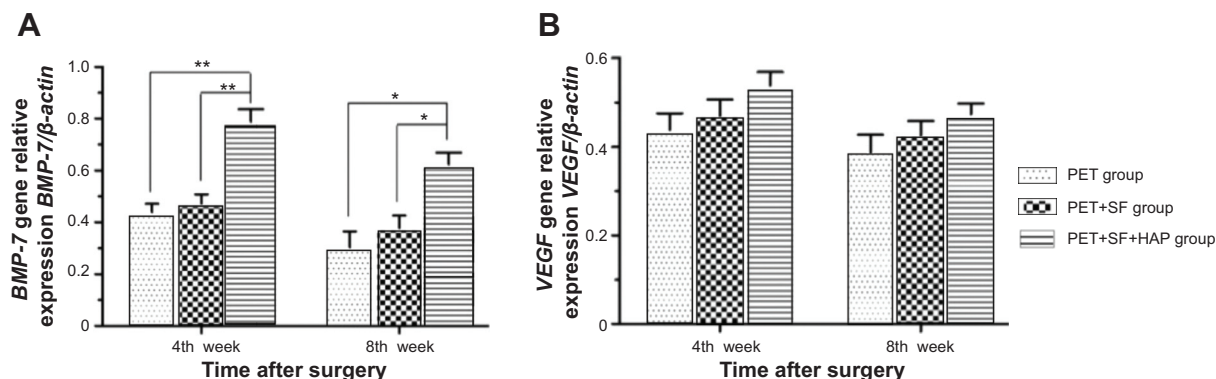 A
BMP-7 gene relative
expression BMP-7/β-actin
1.0
0.8
0.6
0.4
0.2
0
**
**
*
*
4th week
8th week
Time after surgery
B
VEGF gene relative
expression VEGF/β-actin
0.6
0.4
0.2
0
4th week
8th week
Time after surgery
PET group
PET+SF group
PET+SF+HAP group